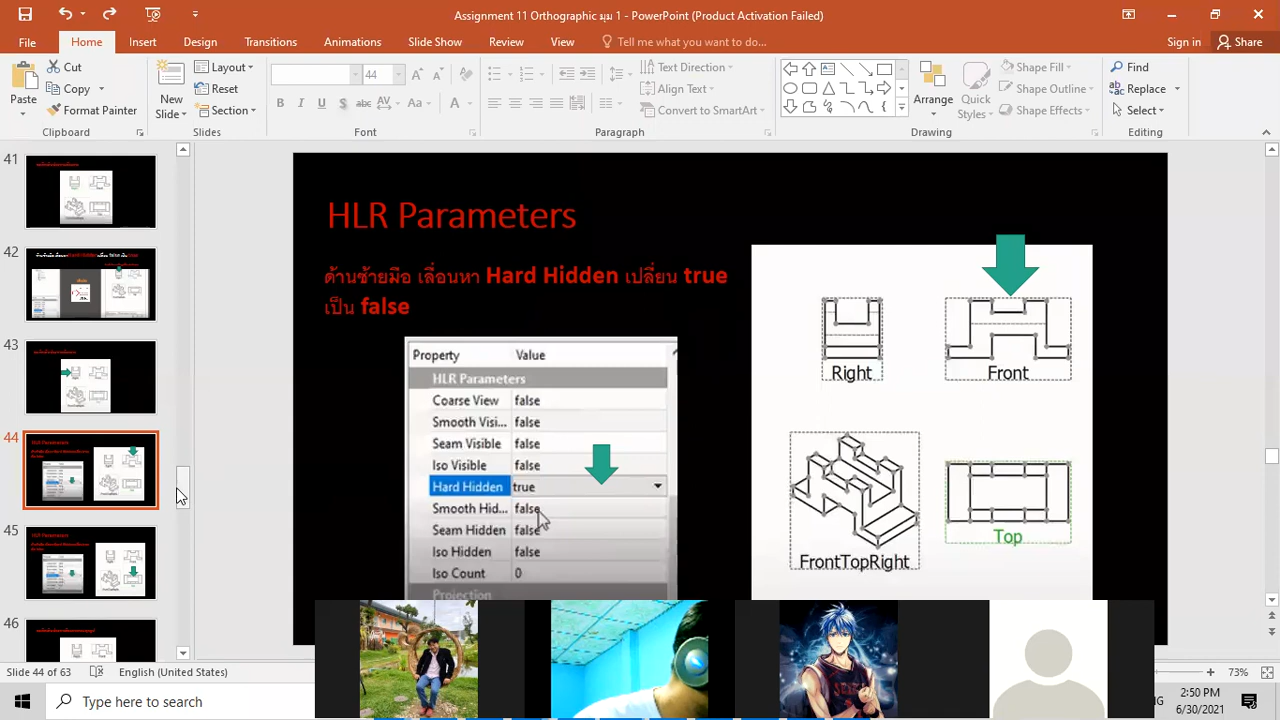 Assignment 11 Orthographic มุม 1 - PowerPoint (Product Activation Failed)
File Home Insert Design Transitions Animations Slide Show Review View Tell me what you want to do... Sign in Share
Paste
Cut
Copy
Format Painter
Clipboard
New
Slide
Layout
Reset
Section
Slides
44
B I U S abc AV Aa A
Font
Text Direction
Align Text
Convert to SmartArt
Paragraph
Arrange
Quick
Styles
Shape Fill
Shape Outline
Shape Effects
Drawing
Find
Replace
Select
Editing
41
42
43
44
45
46
HLR Parameters
ด้านซ้ายมือ เลื่อนหา Hard Hidden เปลี่ยน true
เป็น false
Property Value
HLR Parameters
Coarse View false
Smooth Visi... false
Seam Visible false
Iso Visible false
Hard Hidden true
Smooth Hid... false
Seam Hidden false
Iso Hidden false
Iso Count 0
Projection
Right
Front
FrontTopRight
Top
Slide 44 of 63 English (United States)
73%
Type here to search
2:50 PM
6/30/2021